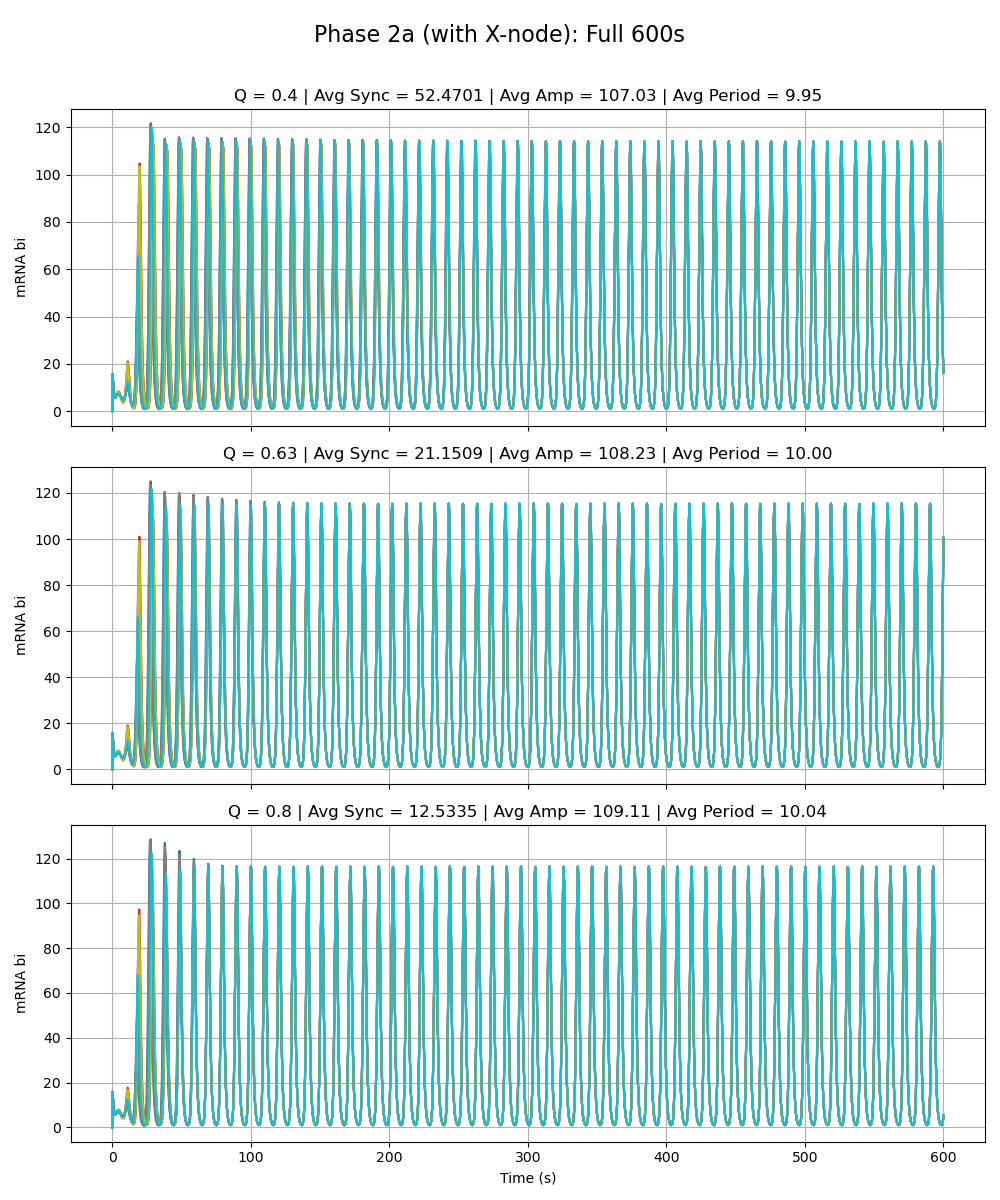 Phase 2a (with X-node): Full 600s
Q = 0.4 | Avg Sync = 52.4701 | Avg Amp = 107.03 | Avg Period = 9.95
120
100
80
60
40
20
0
mRNA bi
Q = 0.63 | Avg Sync = 21.1509 | Avg Amp = 108.23 | Avg Period = 10.00
120
100
80
60
40
20
0
mRNA bi
Q = 0.8 | Avg Sync = 12.5335 | Avg Amp = 109.11 | Avg Period = 10.04
120
100
80
60
40
20
0
mRNA bi
0 100 200 300 400 500 600
Time (s)